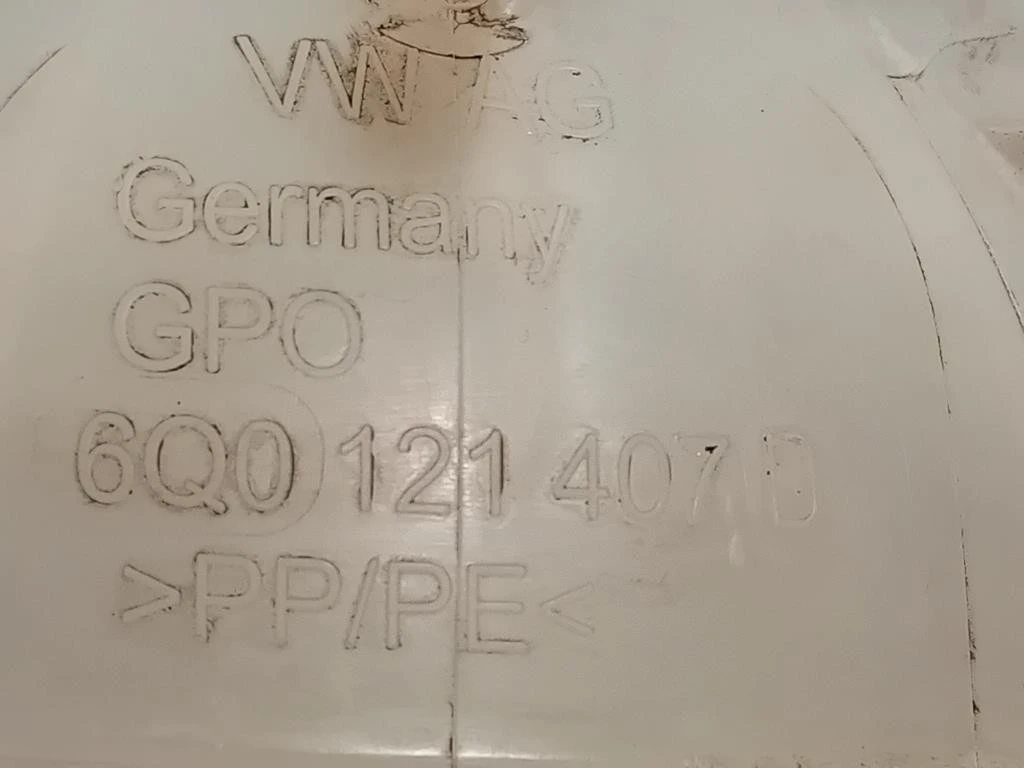 VW AG
Germany
GPO
6Q0 121 407 D
>PP/PE<